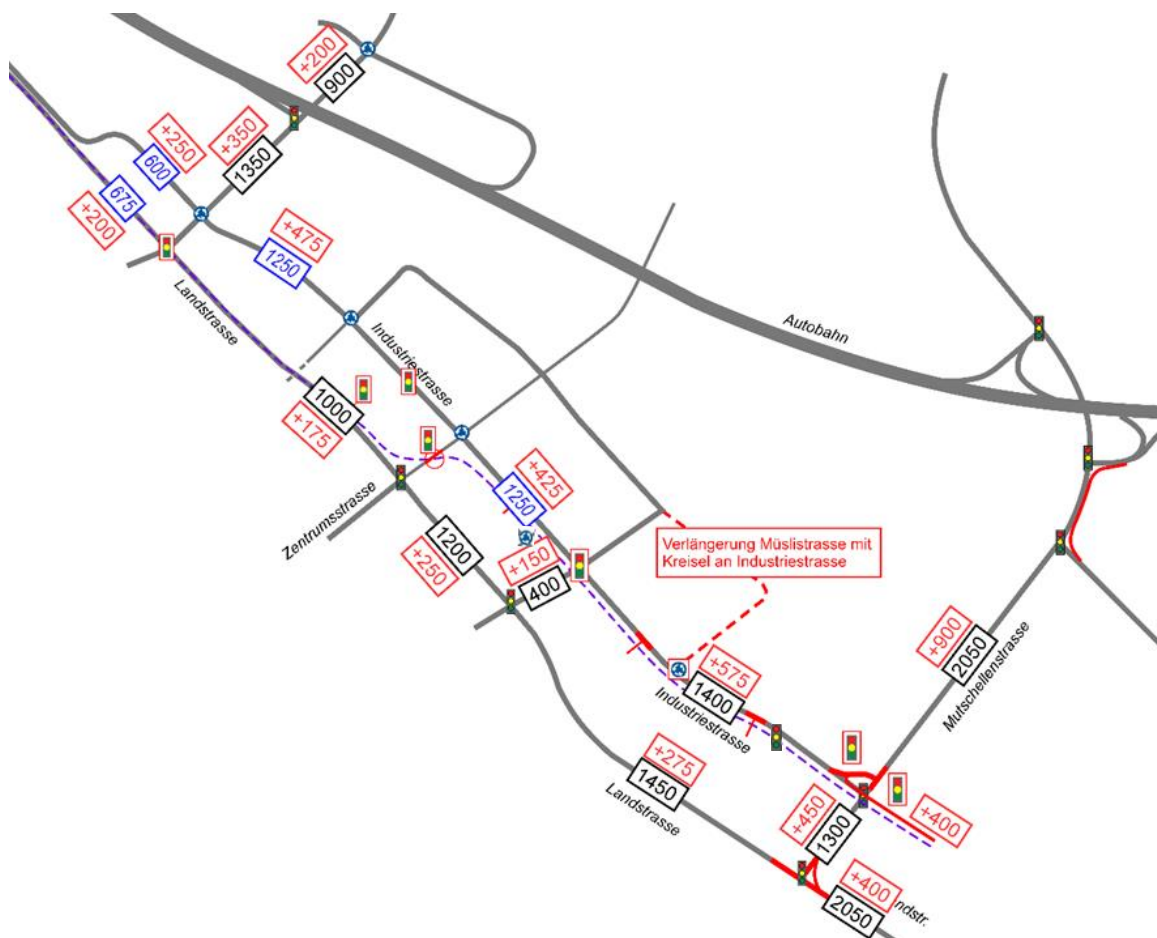 +200
900
+350
1350
+250
600
675
+200
+475
1250
Landstrasse
Industriestrasse
Autobahn
1000
+175
Zentrumsstrasse
+425
1250
1200
+250
+150
400
Verlängerung Müslistrasse mit
Kreisel an Industriestrasse
+900
2050
Mutschellenstrasse
+575
1400
Industriestrasse
+275
1450
Landstrasse
+450
1300
+400
+400
2050
ndstr.